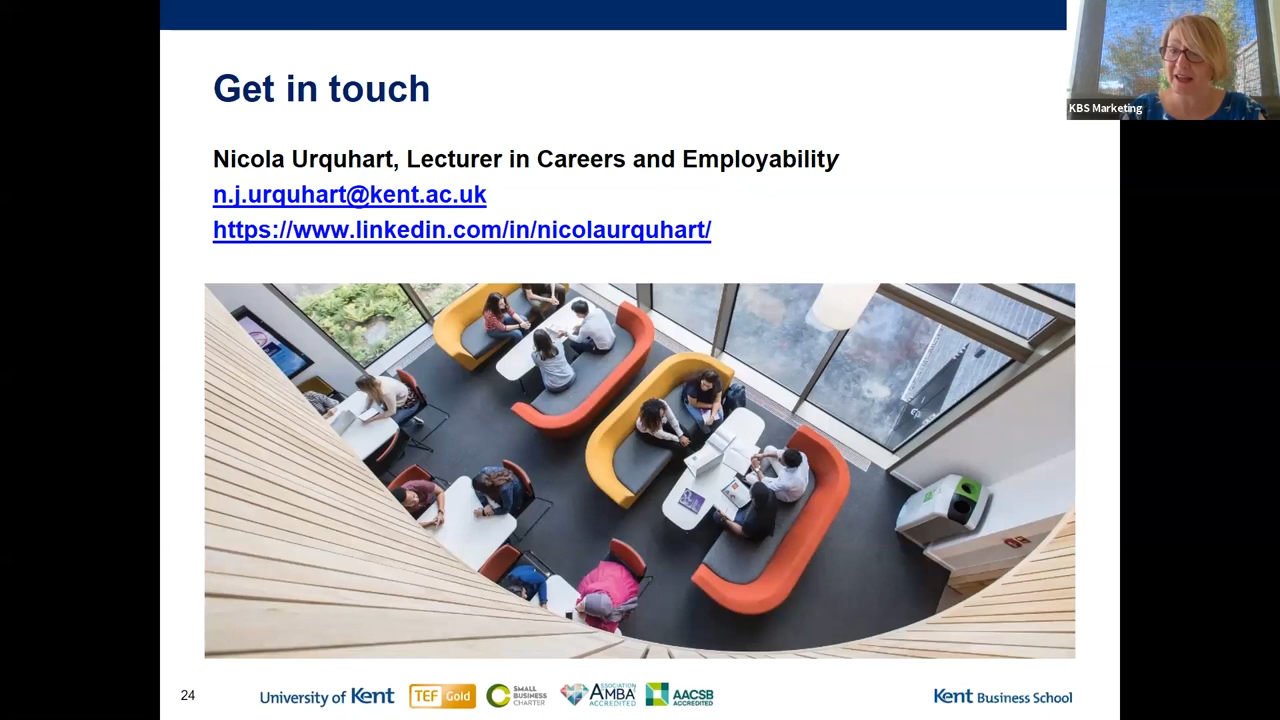 Get in touch
KBS Marketing
Nicola Urquhart, Lecturer in Careers and Employability
n.j.urquhart@kent.ac.uk
https://www.linkedin.com/in/nicolaurquhart/
24
University of Kent
TEF Gold
SMALL
BUSINESS
CHARTER
ASSOCIATION
AMBA
ACCREDITED
AACSB
ACCREDITED
Kent Business School